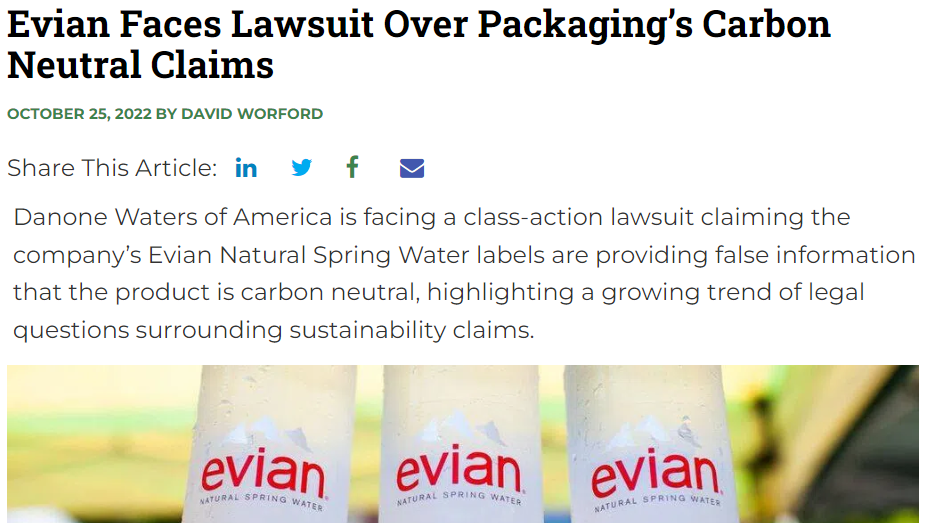 Evian Faces Lawsuit Over Packaging’s Carbon
Neutral Claims
OCTOBER 25, 2022 BY DAVID WORFORD
Share This Article:
Danone Waters of America is facing a class-action lawsuit claiming the
company’s Evian Natural Spring Water labels are providing false information
that the product is carbon neutral, highlighting a growing trend of legal
questions surrounding sustainability claims.
evian
NATURAL SPRING WATER
evian
NATURAL SPRING WATER
evian
NATURAL SPRING WATER